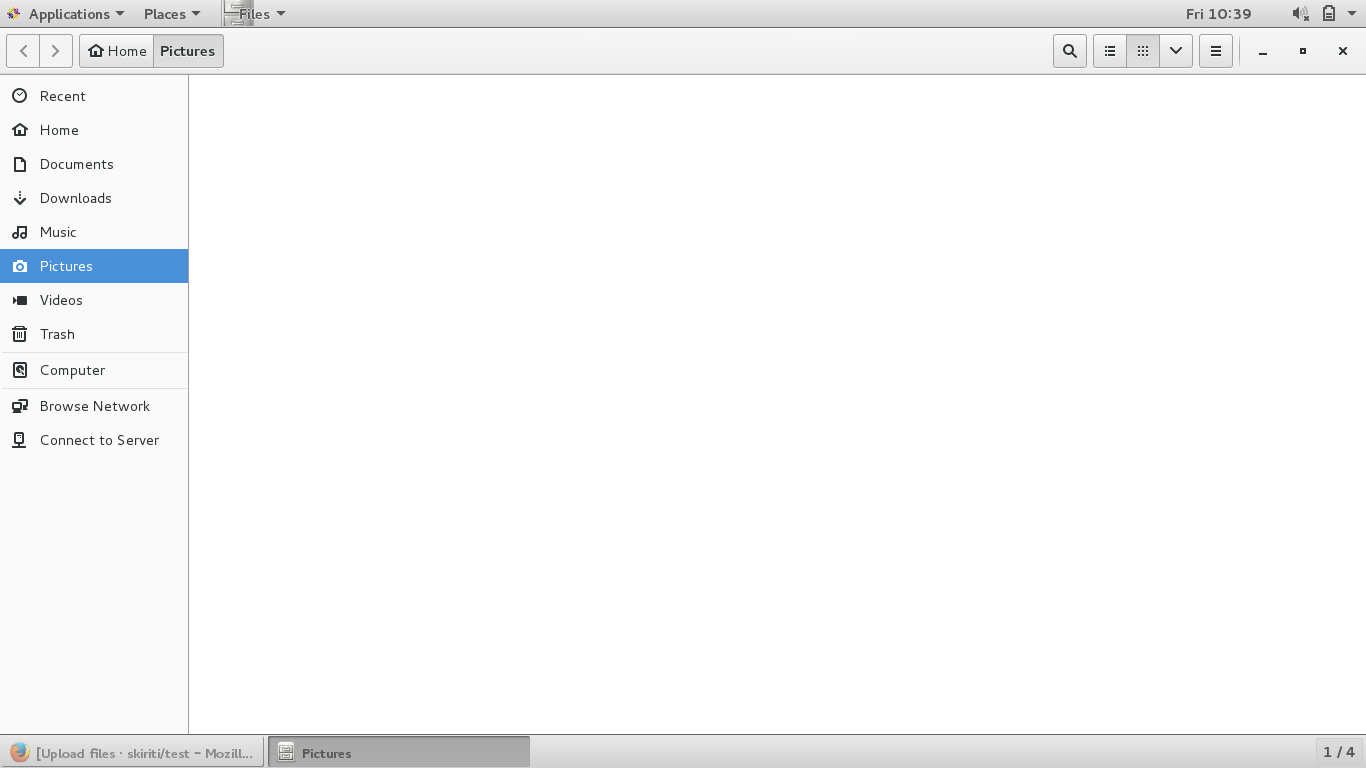 Applications Places Files Fri 10:39
Home Pictures
Recent
Home
Documents
Downloads
Music
Pictures
Videos
Trash
Computer
Browse Network
Connect to Server
[Upload files · skiriti/test – Mozill... Pictures 1 / 4